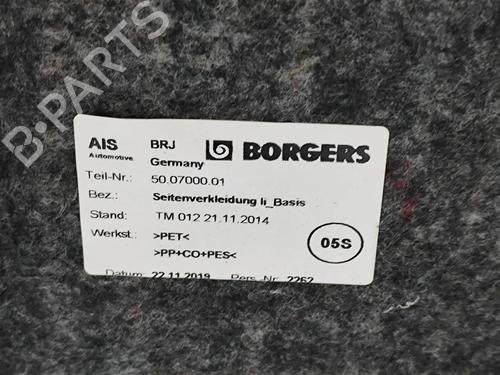 AIS BRJ BORGERS
Automotive Germany
Teil-Nr.: 50.07000.01
Bez.: Seitenverkleidung li_Basis
Stand: TM 012 21.11.2014
Werkst.: >PET< 05S
>PP+CO+PES<
Datum: 22.11.2019 Pers. Nr. 2262
B-PARTS